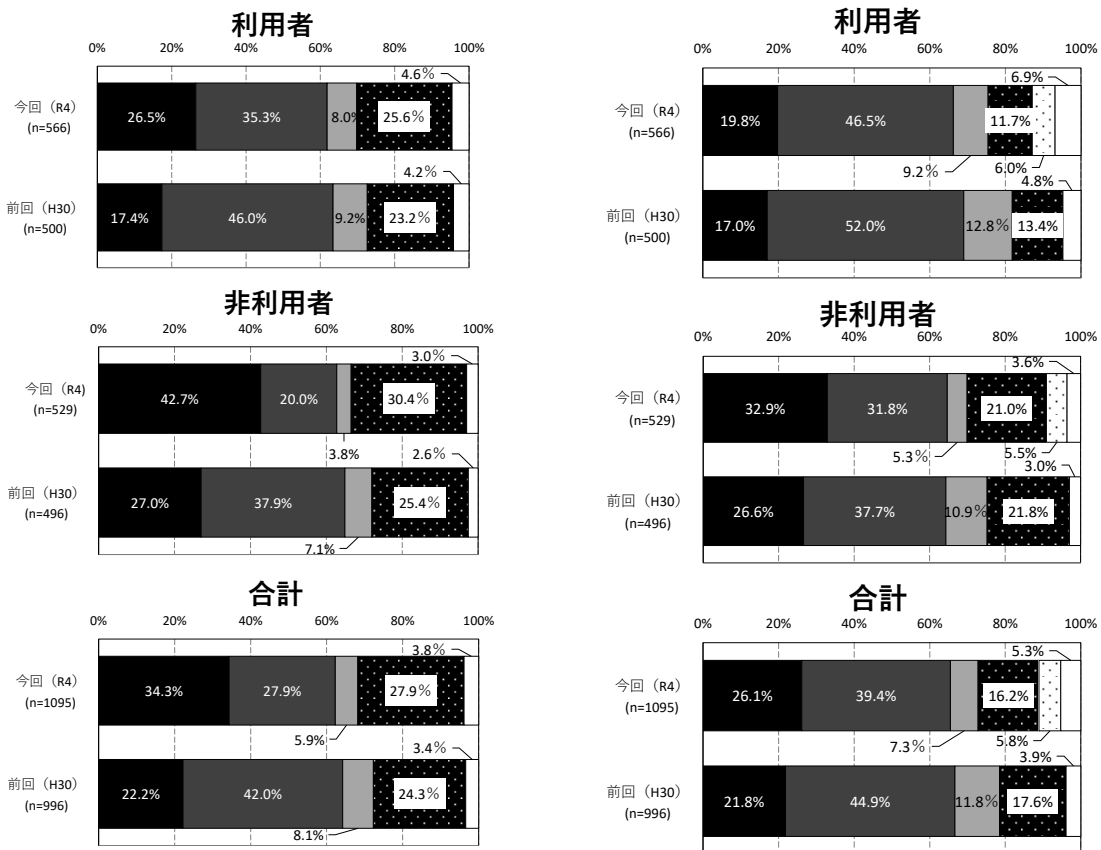 利用者
0% 20% 40% 60% 80% 100%
4.6%
今回（R4）
(n=566)
26.5% 35.3% 8.0% 25.6%
4.2%
前回（H30）
(n=500)
17.4% 46.0% 9.2% 23.2%
非利用者
0% 20% 40% 60% 80% 100%
3.0%
今回（R4）
(n=529)
42.7% 20.0% 30.4%
3.8% 2.6%
前回（H30）
(n=496)
27.0% 37.9% 25.4%
7.1%
合計
0% 20% 40% 60% 80% 100%
3.8%
今回（R4）
(n=1095)
34.3% 27.9% 27.9%
5.9% 3.4%
前回（H30）
(n=996)
22.2% 42.0% 24.3%
8.1%
利用者
0% 20% 40% 60% 80% 100%
6.9%
今回（R4）
(n=566)
19.8% 46.5% 11.7%
9.2% 6.0%
4.8%
前回（H30）
(n=500)
17.0% 52.0% 12.8% 13.4%
非利用者
0% 20% 40% 60% 80% 100%
3.6%
今回（R4）
(n=529)
32.9% 31.8% 21.0%
5.3% 5.5%
3.0%
前回（H30）
(n=496)
26.6% 37.7% 10.9% 21.8%
合計
0% 20% 40% 60% 80% 100%
5.3%
今回（R4）
(n=1095)
26.1% 39.4% 16.2%
7.3% 5.8%
3.9%
前回（H30）
(n=996)
21.8% 44.9% 11.8% 17.6%